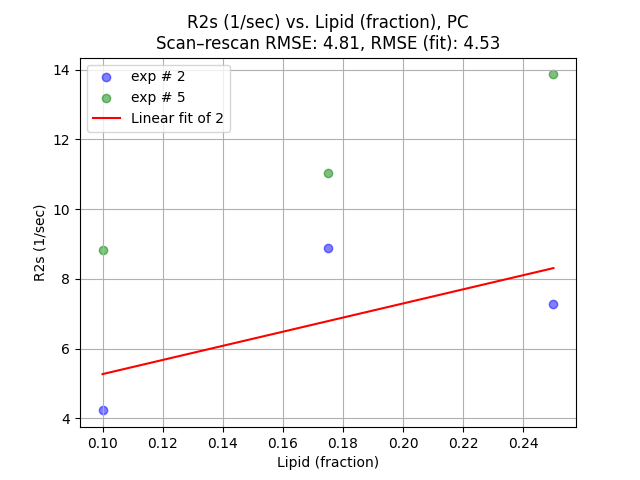 R2s (1/sec) vs. Lipid (fraction), PC
Scan–rescan RMSE: 4.81, RMSE (fit): 4.53
exp # 2
exp # 5
Linear fit of 2
R2s (1/sec)
14
12
10
8
6
4
0.10 0.12 0.14 0.16 0.18 0.20 0.22 0.24
Lipid (fraction)